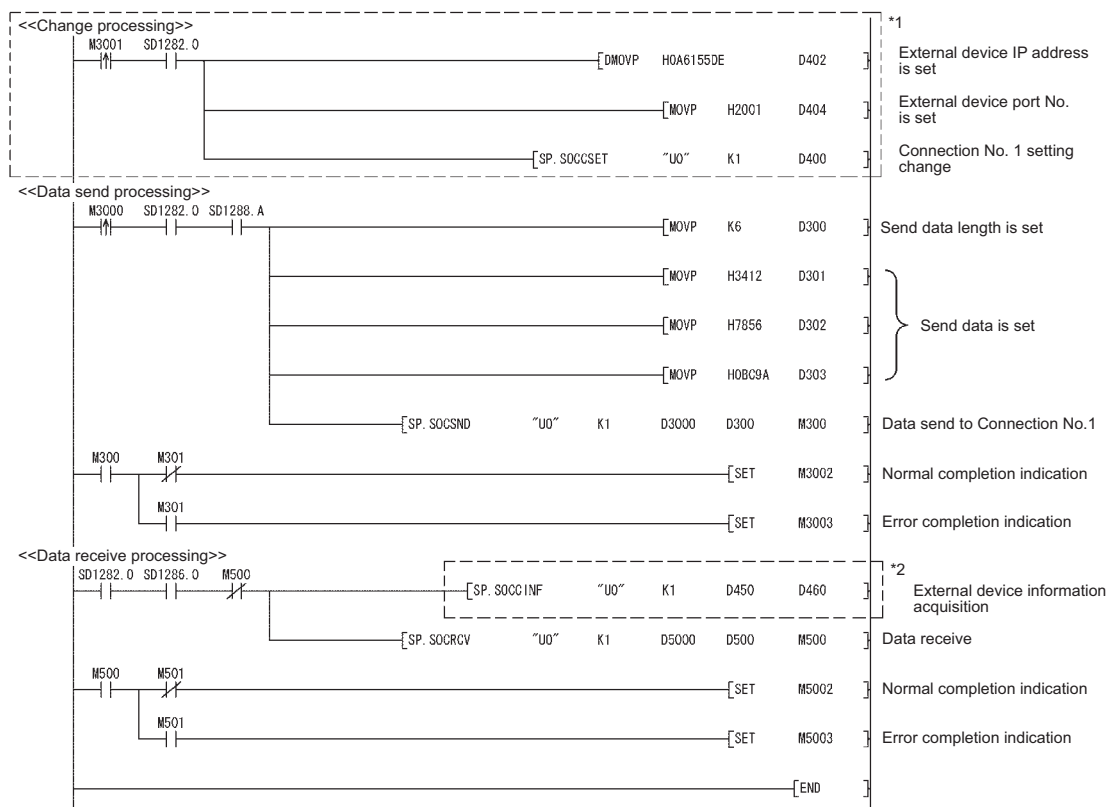 <<Change processing>>
*1
M3001 SD1282.0
DMOVP H0A6155DE D402
External device IP address
is set
MOVP H2001 D404
External device port No.
is set
SP.SOCCSET "U0" K1 D400
Connection No. 1 setting
change
<<Data send processing>>
M3000 SD1282.0 SD1288.A
MOVP K6 D300
Send data length is set
MOVP H3412 D301
MOVP H7856 D302
Send data is set
MOVP H0BC9A D303
SP.SOCSND "U0" K1 D3000 D300 M300
Data send to Connection No.1
M300 M301
SET M3002
Normal completion indication
M301
SET M3003
Error completion indication
<<Data receive processing>>
*2
SD1282.0 SD1286.0 M500
SP.SOCCINF "U0" K1 D450 D460
External device information
acquisition
SP.SOCRCV "U0" K1 D5000 D500 M500
Data receive
M500 M501
SET M5002
Normal completion indication
M501
SET M5003
Error completion indication
END